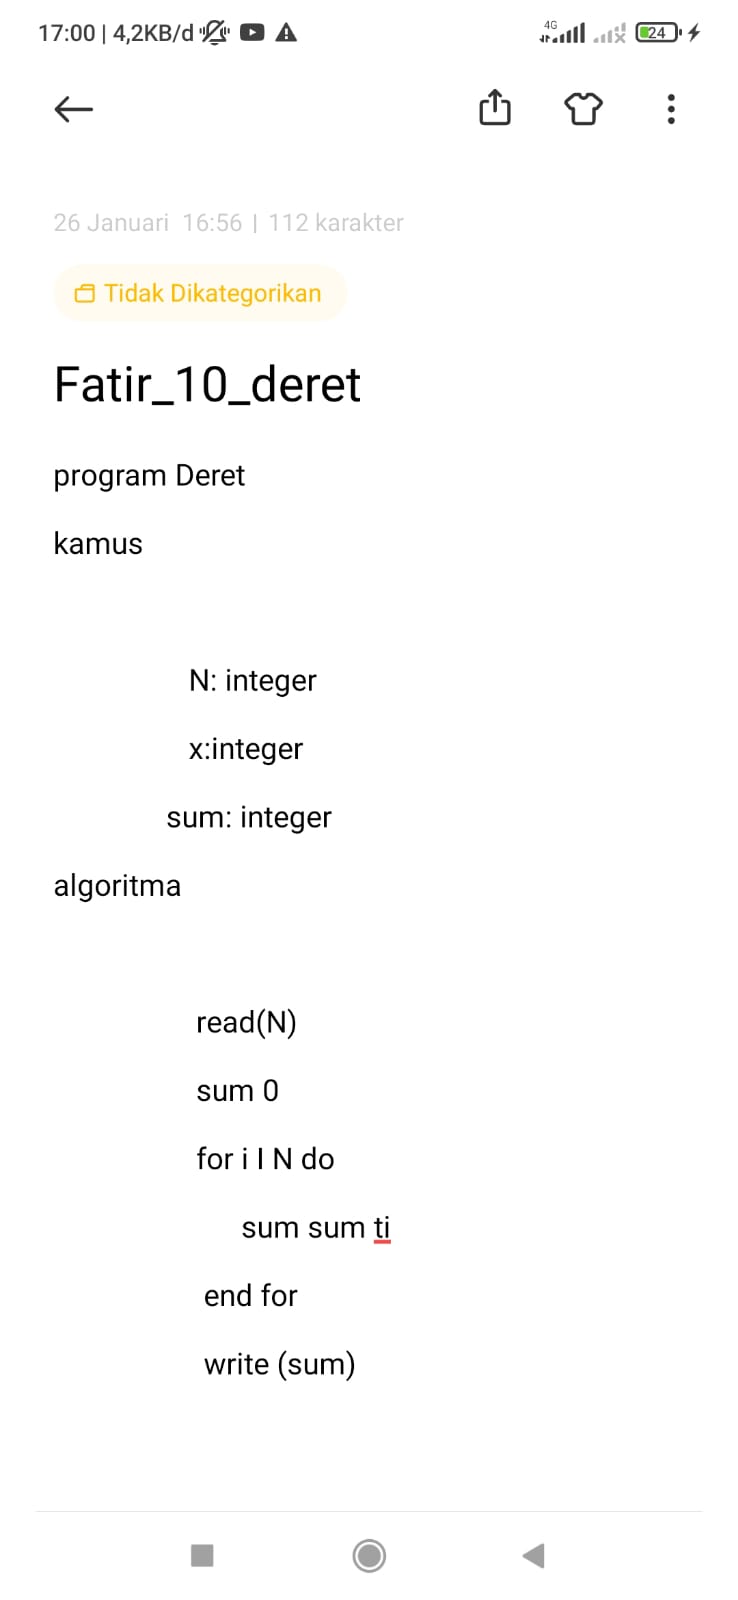 17:00 | 4,2KB/d
4G
24
26 Januari 16:56 | 112 karakter
Tidak Dikategorikan
Fatir_10_deret
program Deret
kamus
N: integer
x:integer
sum: integer
algoritma
read(N)
sum 0
for i I N do
sum sum ti
end for
write (sum)